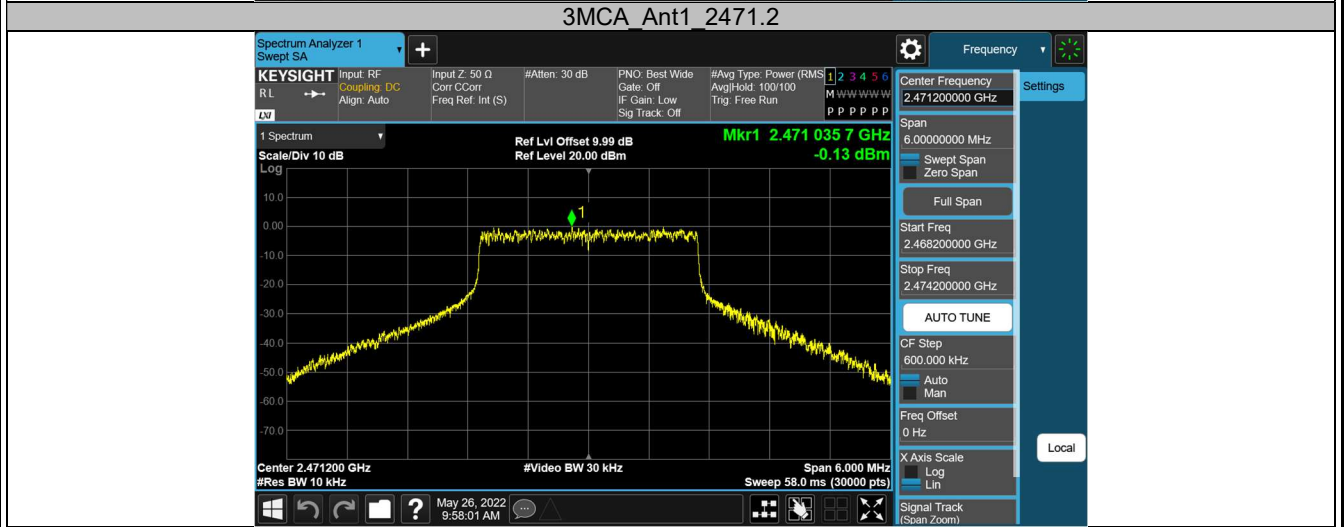 3MCA_Ant1_2471.2
Spectrum Analyzer 1
Swept SA
+
Frequency
KEYSIGHT
RL
LXI
Input: RF
Coupling: DC
Align: Auto
Input Z: 50 Ω
Corr CCorr
Freq Ref: Int (S)
#Atten: 30 dB
PNO: Best Wide
Gate: Off
IF Gain: Low
Sig Track: Off
#Avg Type: Power (RMS
Avg|Hold: 100/100
Trig: Free Run
1 2 3 4 5 6
M W W W W W
P P P P P P
1 Spectrum
Scale/Div 10 dB
Log
Ref Lvl Offset 9.99 dB
Ref Level 20.00 dBm
Mkr1 2.471 035 7 GHz
-0.13 dBm
1
10.0
0.00
-10.0
-20.0
-30.0
-40.0
-50.0
-60.0
-70.0
Center 2.471200 GHz
#Res BW 10 kHz
#Video BW 30 kHz
Span 6.000 MHz
Sweep 58.0 ms (30000 pts)
?
May 26, 2022
9:58:01 AM
Center Frequency
2.471200000 GHz
Span
6.00000000 MHz
Swept Span
Zero Span
Full Span
Start Freq
2.468200000 GHz
Stop Freq
2.474200000 GHz
AUTO TUNE
CF Step
600.000 kHz
Auto
Man
Freq Offset
0 Hz
X Axis Scale
Log
Lin
Signal Track
(Span Zoom)
Settings
Local